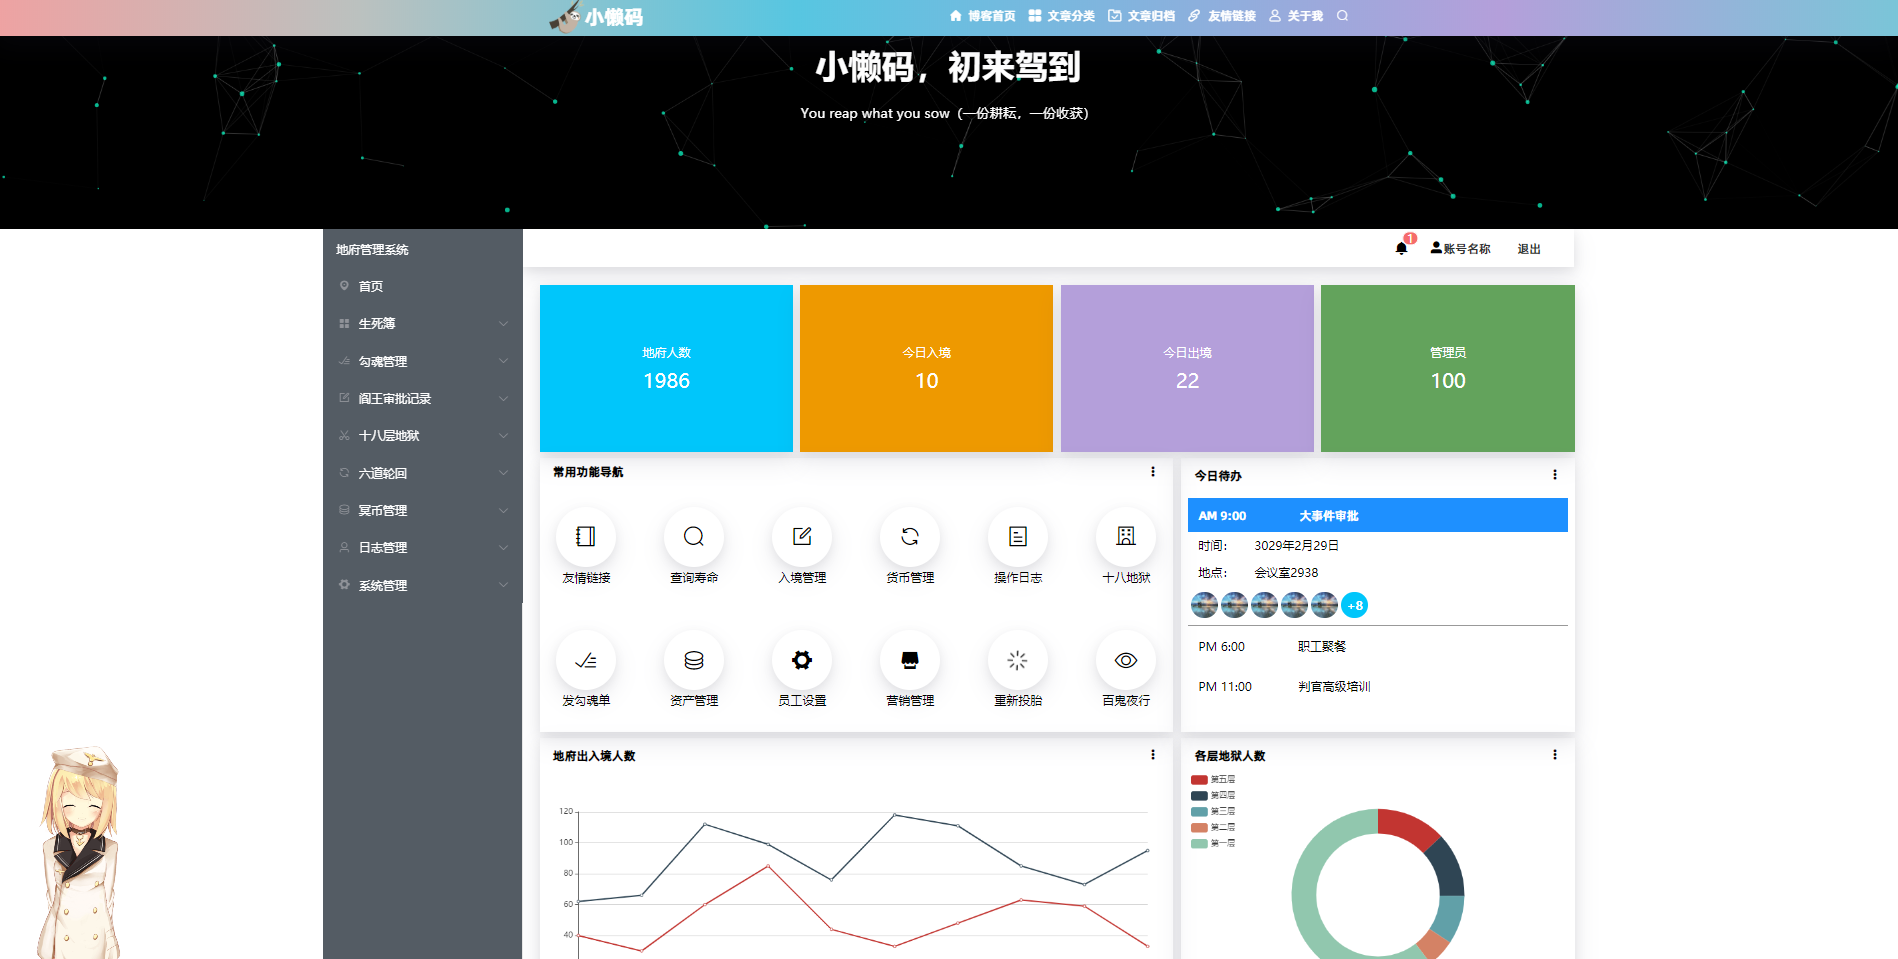 小懒码
博客首页 文章分类 文章归档 友情链接 关于我
小懒码，初来驾到
You reap what you sow（一份耕耘，一份收获）
地府管理系统
首页
生死簿
勾魂管理
阎王审批记录
十八层地狱
六道轮回
冥币管理
日志管理
系统管理
1
账号名称 退出
地府人数
1986
今日入境
10
今日出境
22
管理员
100
常用功能导航
友情链接 查询寿命 入境管理 货币管理 操作日志 十八地狱
发勾魂单 资产管理 员工设置 营销管理 重新投胎 百鬼夜行
今日待办
AM 9:00 大事件审批
时间： 3029年2月29日
地点： 会议室2938
+8
PM 6:00 职工聚餐
PM 11:00 判官高级培训
地府出入境人数
120
100
80
60
40
各层地狱人数
第五层
第四层
第三层
第二层
第一层